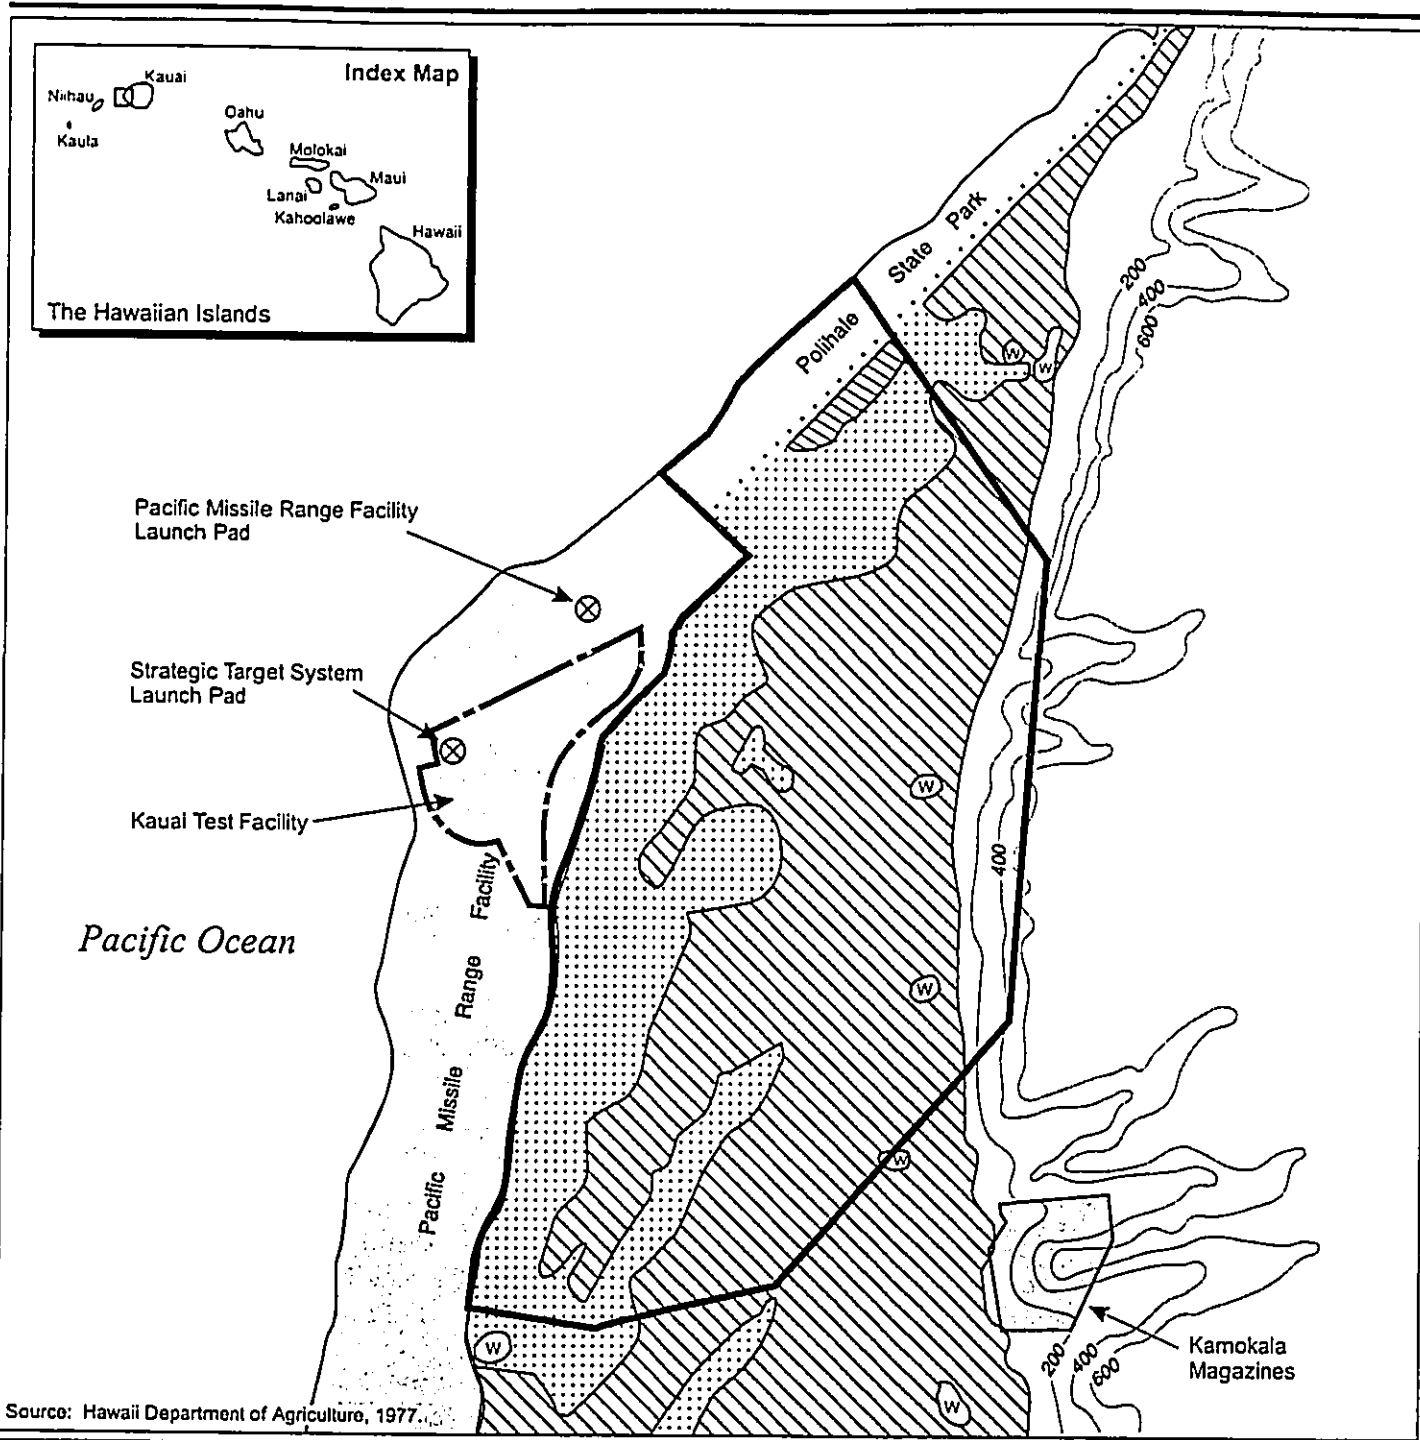 Index Map
Kauai
Niihau
Kaula
Oahu
Molokai
Lanai
Maui
Kahoolawe
Hawaii
The Hawaiian Islands
Polihale State Park
200
400
600
W
W
Pacific Missile Range Facility
Launch Pad
Strategic Target System
Launch Pad
Kauai Test Facility
W
400
Pacific Ocean
Pacific Missile Range Facility
W
W
Kamokala
Magazines
200
400
600
W
W
Source: Hawaii Department of Agriculture, 1977.